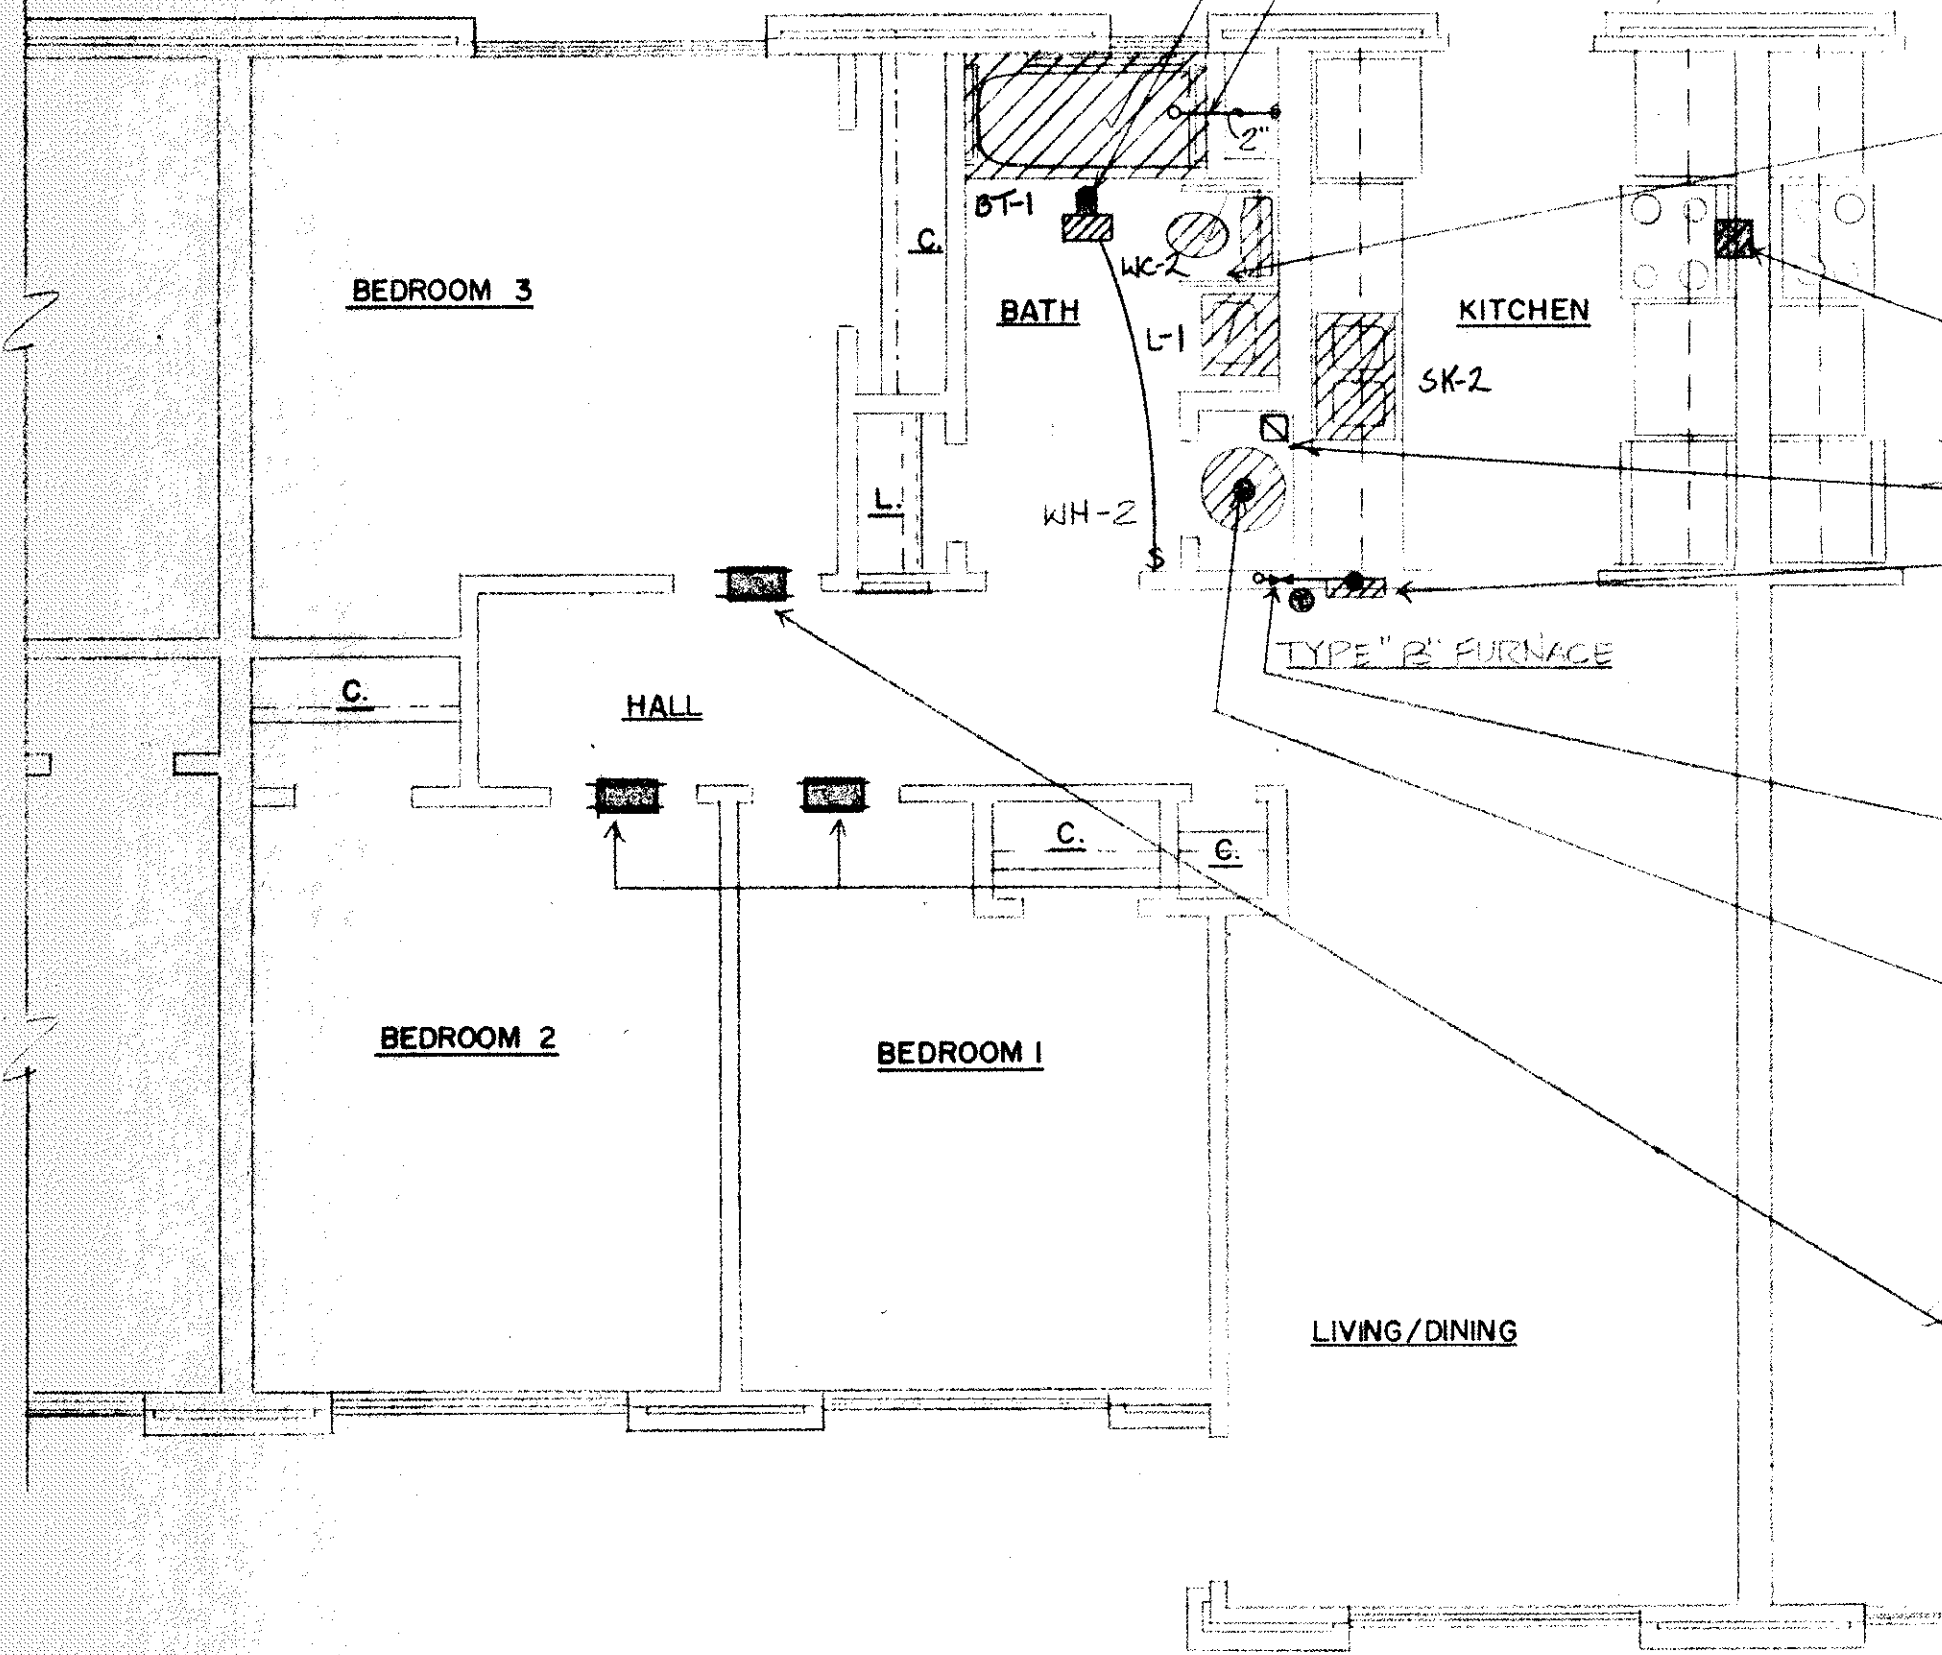 2"
BT-1
C.
WC-2
BEDROOM 3
BATH
KITCHEN
L-1
SK-2
L.
WH-2
$
TYPE "B" FURNACE
C.
HALL
C.
C.
BEDROOM 2
BEDROOM 1
LIVING/DINING